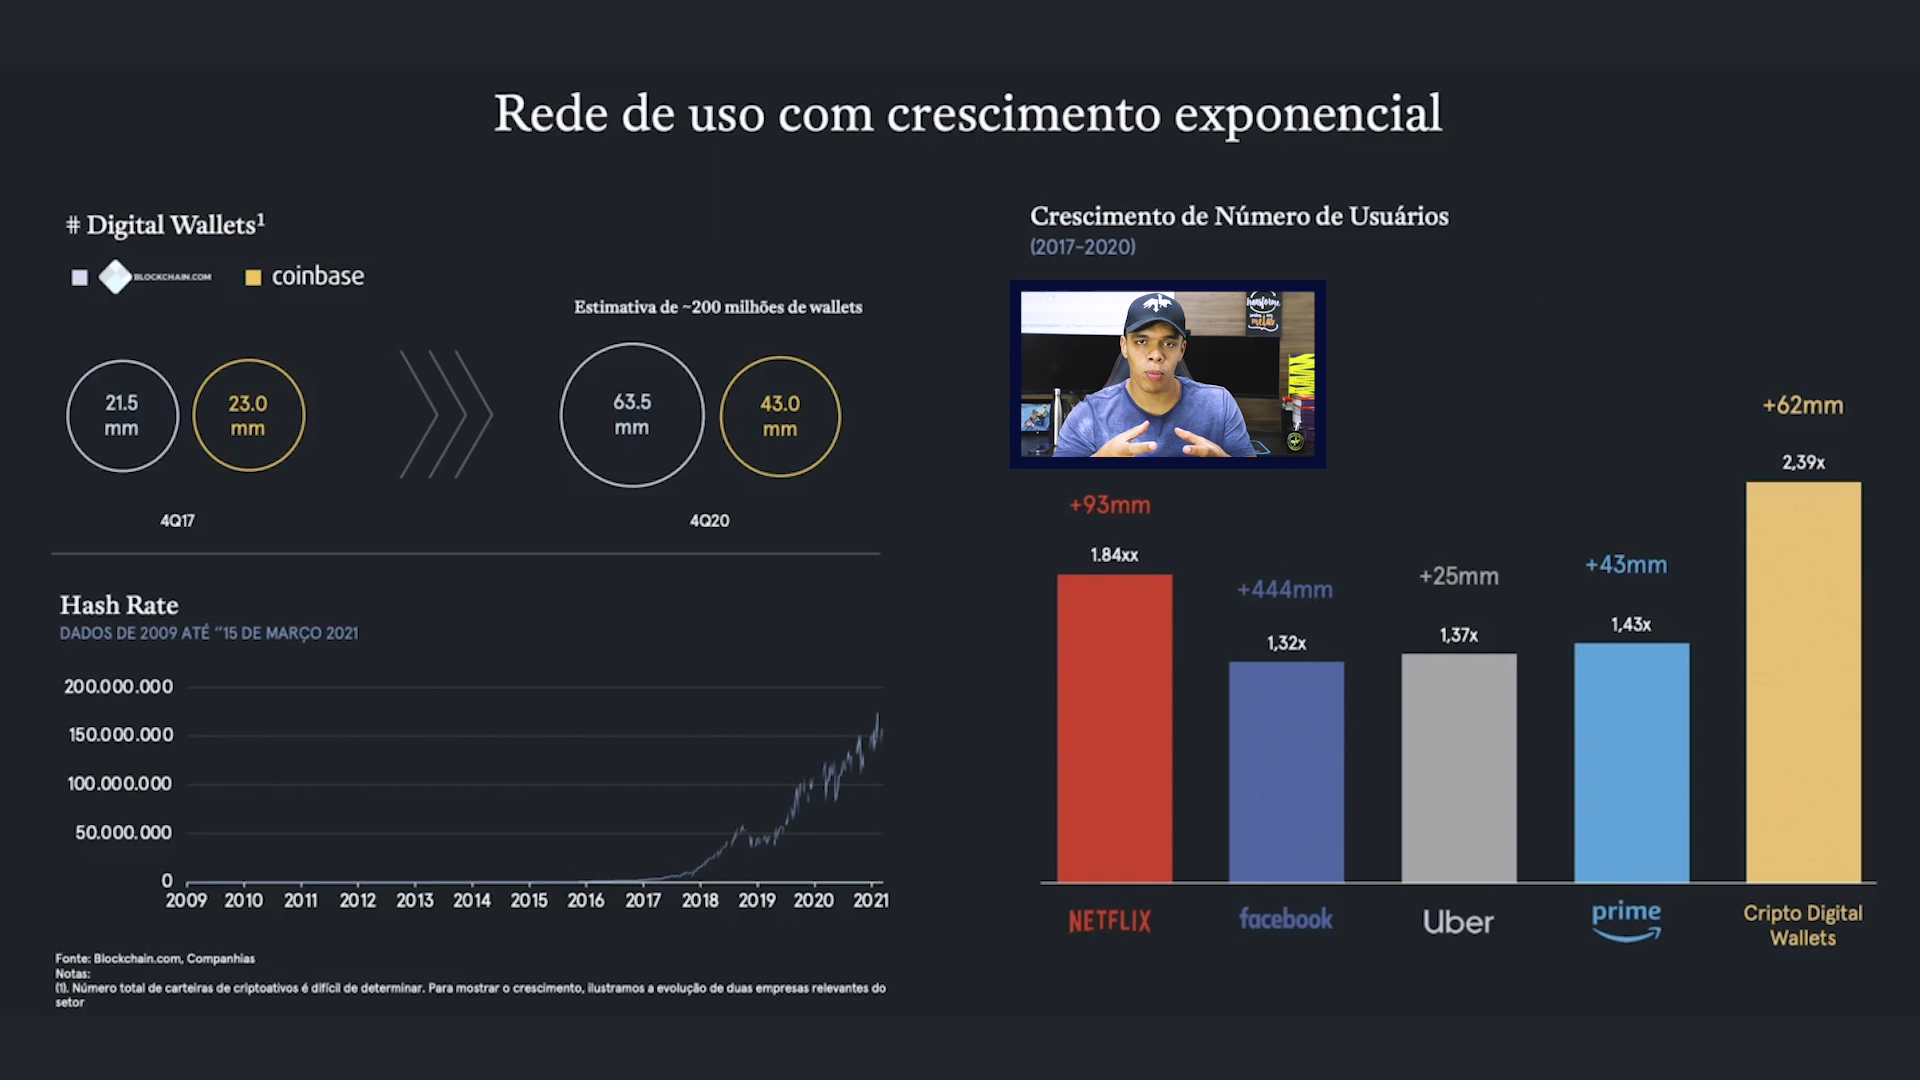 Rede de uso com crescimento exponencial
# Digital Wallets¹
BLOCKCHAIN.COM
coinbase
Estimativa de ~200 milhões de wallets
21.5
mm
23.0
mm
63.5
mm
43.0
mm
4Q17
4Q20
Hash Rate
DADOS DE 2009 ATÉ "15 DE MARÇO 2021
200.000.000
150.000.000
100.000.000
50.000.000
0
2009 2010 2011 2012 2013 2014 2015 2016 2017 2018 2019 2020 2021
Fonte: Blockchain.com, Companhias
Notas:
(1). Número total de carteiras de criptoativos é difícil de determinar. Para mostrar o crescimento, ilustramos a evolução de duas empresas relevantes do
setor
Crescimento de Número de Usuários
(2017-2020)
Transforme
sonhos em
metas
+93mm
1.84xx
+444mm
1,32x
+25mm
1,37x
+43mm
1,43x
+62mm
2,39x
NETFLIX
facebook
Uber
prime
Cripto Digital
Wallets